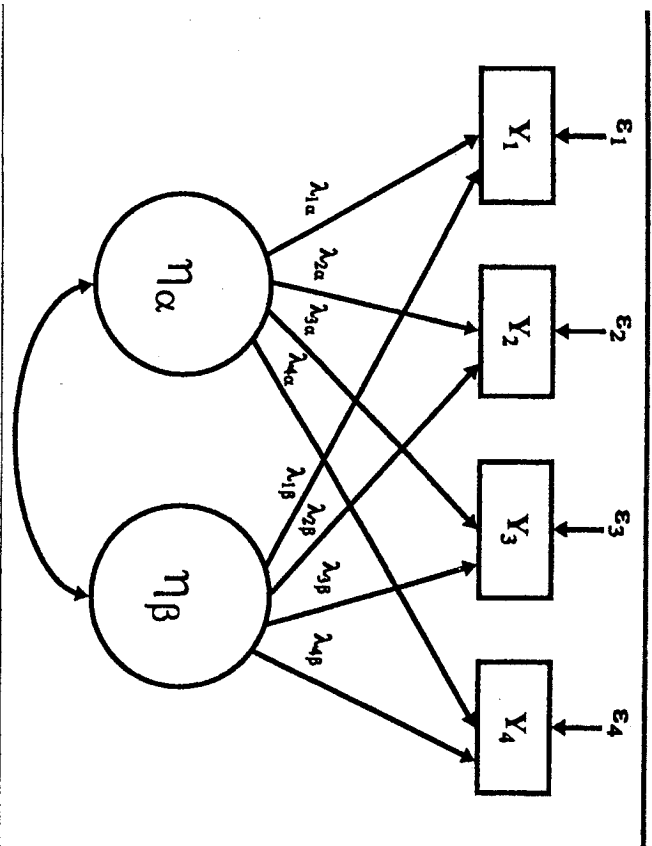 ε₁
ε₂
ε₃
ε₄
Y₁
Y₂
Y₃
Y₄
λ₁α
λ₂α
λ₃α
λ₄α
λ₁β
λ₂β
λ₃β
λ₄β
ηα
ηβ